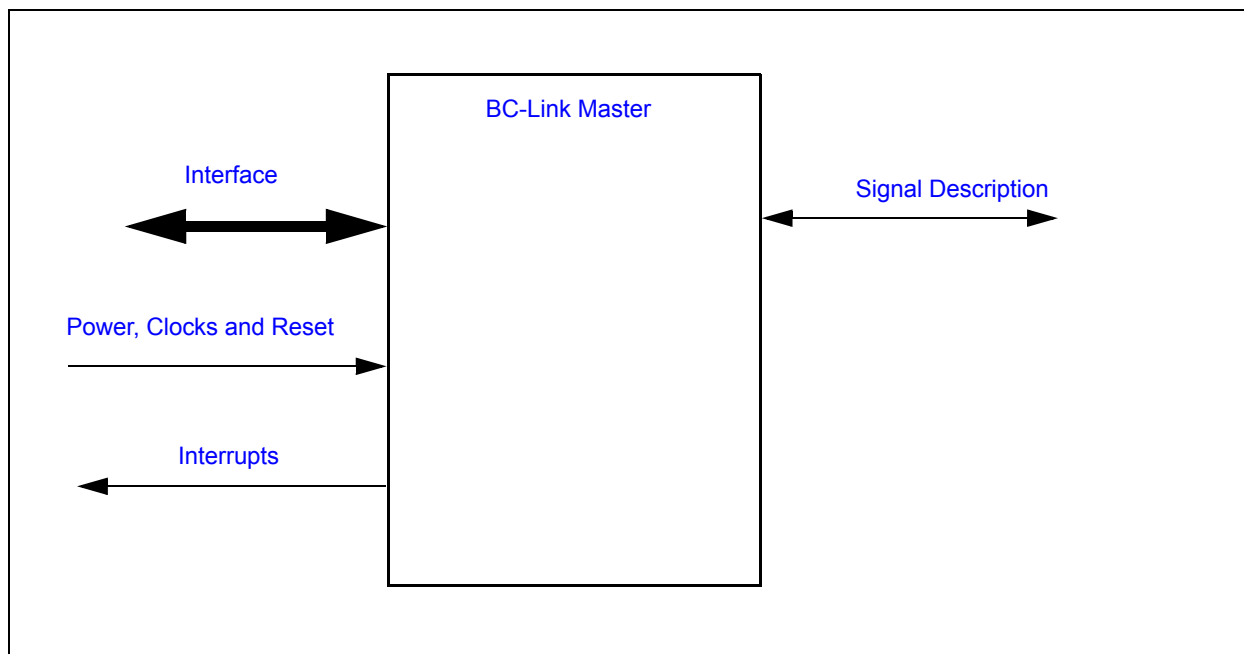 BC-Link Master
Interface
Signal Description
Power, Clocks and Reset
Interrupts